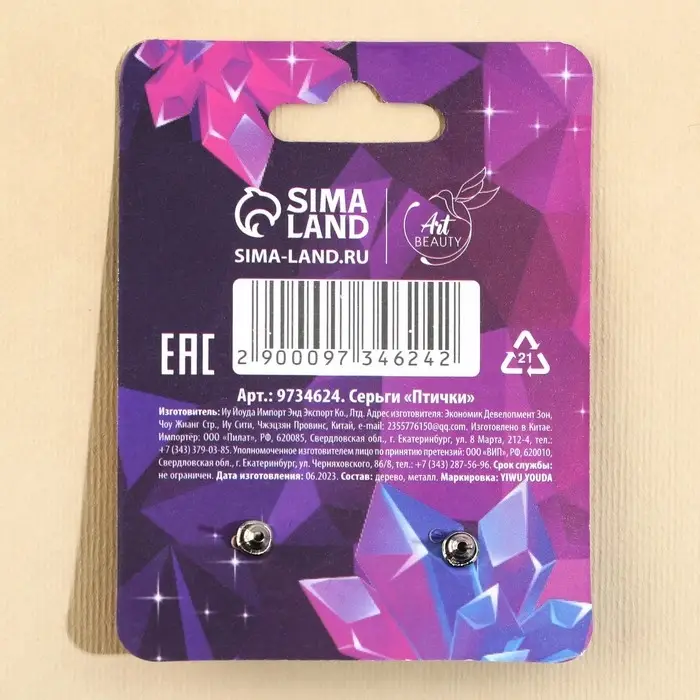 SIMA
LAND
SIMA-LAND.RU
Art
BEAUTY
EAC
2 900097 346242
21
Арт.: 9734624. Серьги «Птички»
Изготовитель: Иу Йоуда Импорт Энд Экспорт Ко., Лтд. Адрес изготовителя: Экономик Девелопмент Зон,
Чоу Жианг Стр., Иу Сити, Чжэцзян Провинс, Китай, e-mail: 2355776150@qq.com. Изготовлено в Китае.
Импортёр: ООО «Пилат», РФ, 620085, Свердловская обл., г. Екатеринбург, ул. 8 Марта, 212-4, тел.:
+7 (343) 379-03-85. Уполномоченное изготовителем лицо по принятию претензий: ООО «ВИП», РФ, 620010,
Свердловская обл., г. Екатеринбург, ул. Черняховского, 86/8, тел.: +7 (343) 287-56-96. Срок службы:
не ограничен. Дата изготовления: 06.2023. Состав: дерево, металл. Маркировка: YIWU YOUDA